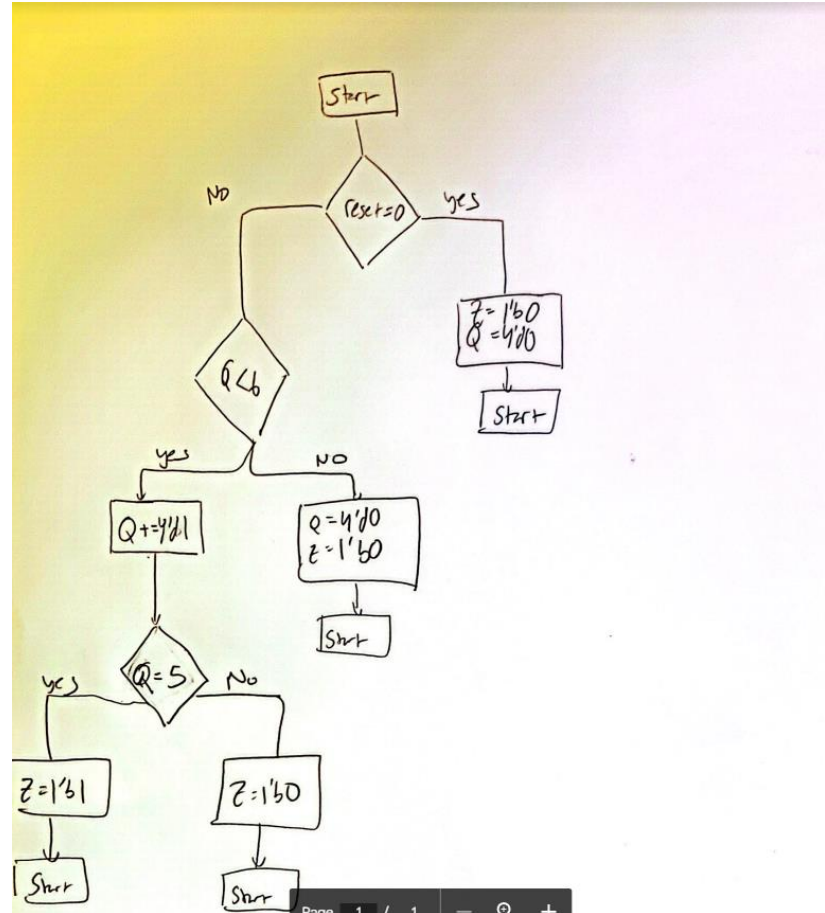 Start
reset=0
NO
yes
Z=1'b0
Q=4'd0
Start
Q<6
yes
NO
Q+=4'd1
Q=4'd0
Z=1'b0
Start
Q=5
yes
No
Z=1'b1
Z=1'b0
Start
Start
Page 1 / 1 — +